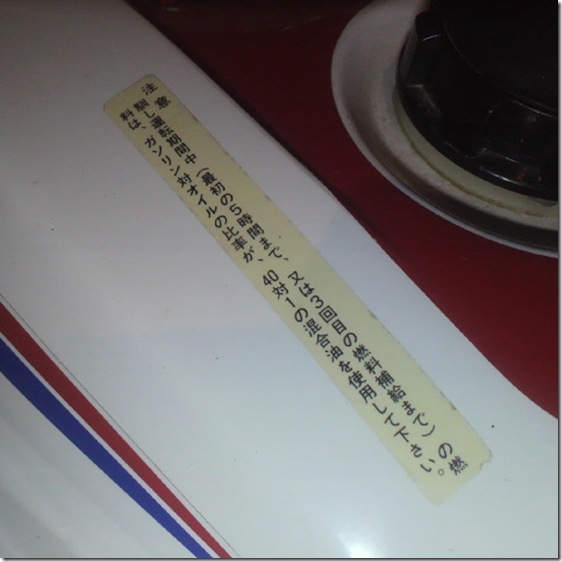 注意
馴し運転期間中(最初の5時間まで、又は3回目の燃料補給まで)の燃
料は、ガソリン対オイルの比率が、40対1の混合油を使用して下さい。